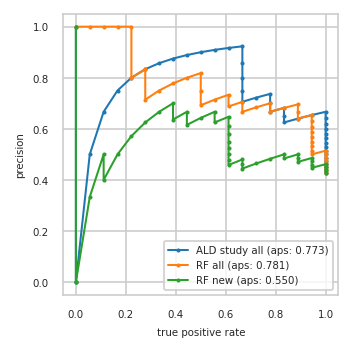 1.0
0.8
0.6
0.4
0.2
0.0
precision
ALD study all (aps: 0.773)
RF all (aps: 0.781)
RF new (aps: 0.550)
0.0 0.2 0.4 0.6 0.8 1.0
true positive rate